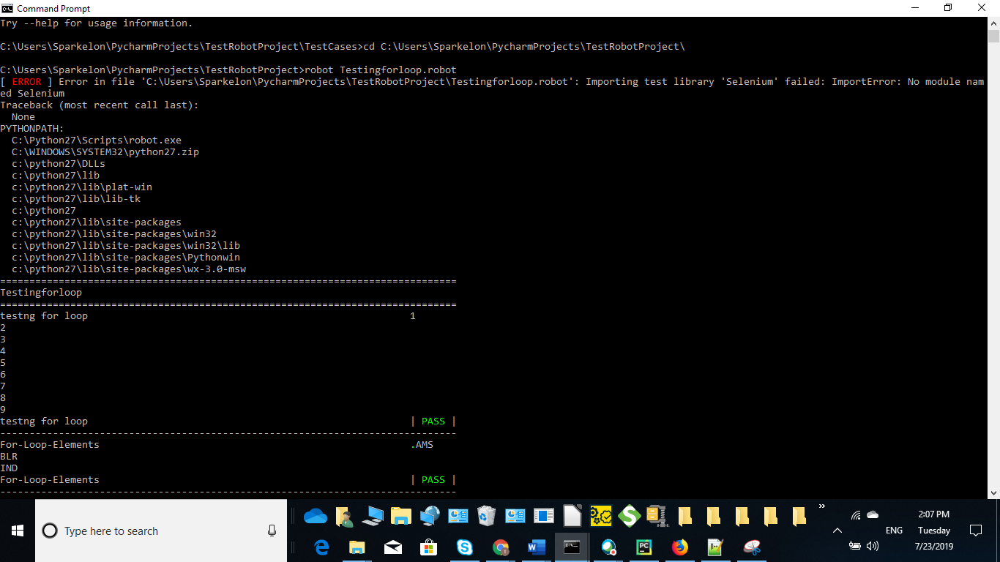 Command Prompt
Try --help for usage information.
C:\Users\Sparkelon\PycharmProjects\TestRobotProject\TestCases>cd C:\Users\Sparkelon\PycharmProjects\TestRobotProject\
C:\Users\Sparkelon\PycharmProjects\TestRobotProject>robot Testingforloop.robot
[ ERROR ] Error in file 'C:\Users\Sparkelon\PycharmProjects\TestRobotProject\Testingforloop.robot': Importing test library 'Selenium' failed: ImportError: No module nam
ed Selenium
Traceback (most recent call last):
  None
PYTHONPATH:
  C:\Python27\Scripts\robot.exe
  C:\WINDOWS\SYSTEM32\python27.zip
  c:\python27\DLLs
  c:\python27\lib
  c:\python27\lib\plat-win
  c:\python27\lib\lib-tk
  c:\python27
  c:\python27\lib\site-packages
  c:\python27\lib\site-packages\win32
  c:\python27\lib\site-packages\win32\lib
  c:\python27\lib\site-packages\Pythonwin
  c:\python27\lib\site-packages\wx-3.0-msw
==============================================================================
Testingforloop
==============================================================================
testng for loop                                                       1
2
3
4
5
6
7
8
9
testng for loop                                                       | PASS |
------------------------------------------------------------------------------
For-Loop-Elements                                                     .AMS
BLR
IND
For-Loop-Elements                                                     | PASS |
------------------------------------------------------------------------------
Type here to search
ENG
2:07 PM
Tuesday
7/23/2019